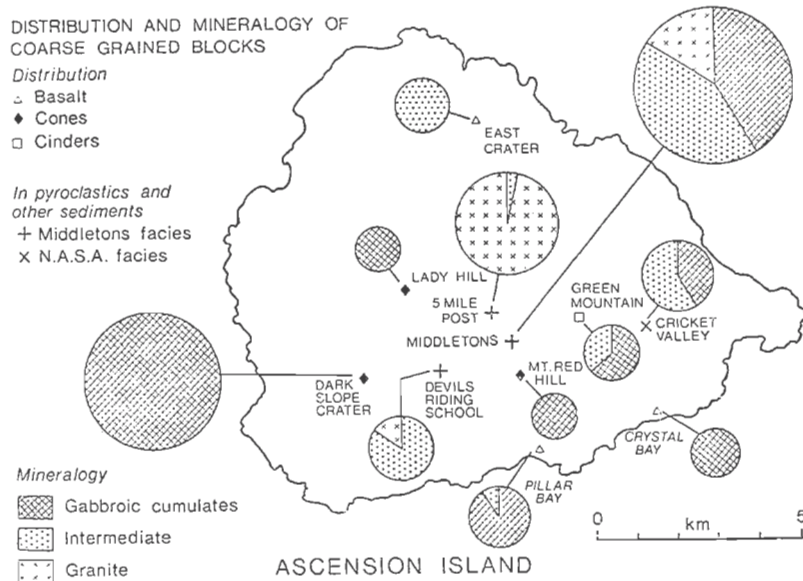 DISTRIBUTION AND MINERALOGY OF
COARSE GRAINED BLOCKS
Distribution
Basalt
Cones
Cinders
In pyroclastics and
other sediments
Middletons facies
N.A.S.A. facies
EAST
CRATER
LADY HILL
5 MILE
POST
MIDDLETONS
GREEN
MOUNTAIN
CRICKET
VALLEY
MT. RED
HILL
DARK
SLOPE
CRATER
DEVILS
RIDING
SCHOOL
CRYSTAL
BAY
PILLAR
BAY
Mineralogy
Gabbroic cumulates
Intermediate
Granite
0 5
km
ASCENSION ISLAND